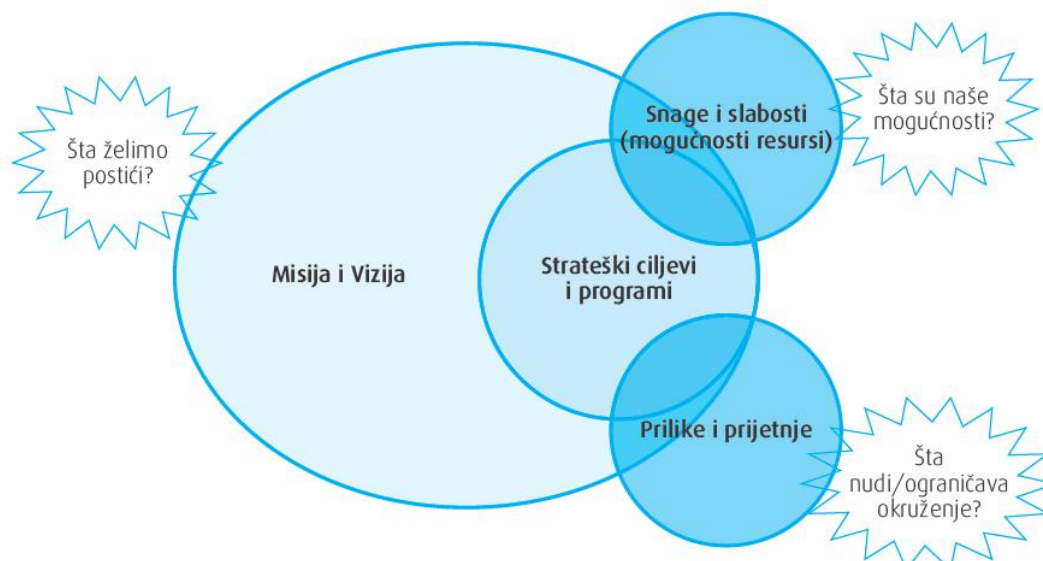 Šta želimo
postići?
Misija i Vizija
Strateški ciljevi
i programi
Snage i slabosti
(mogućnosti resursi)
Šta su naše
mogućnosti?
Prilike i prijetnje
Šta
nudi/ograničava
okruženje?